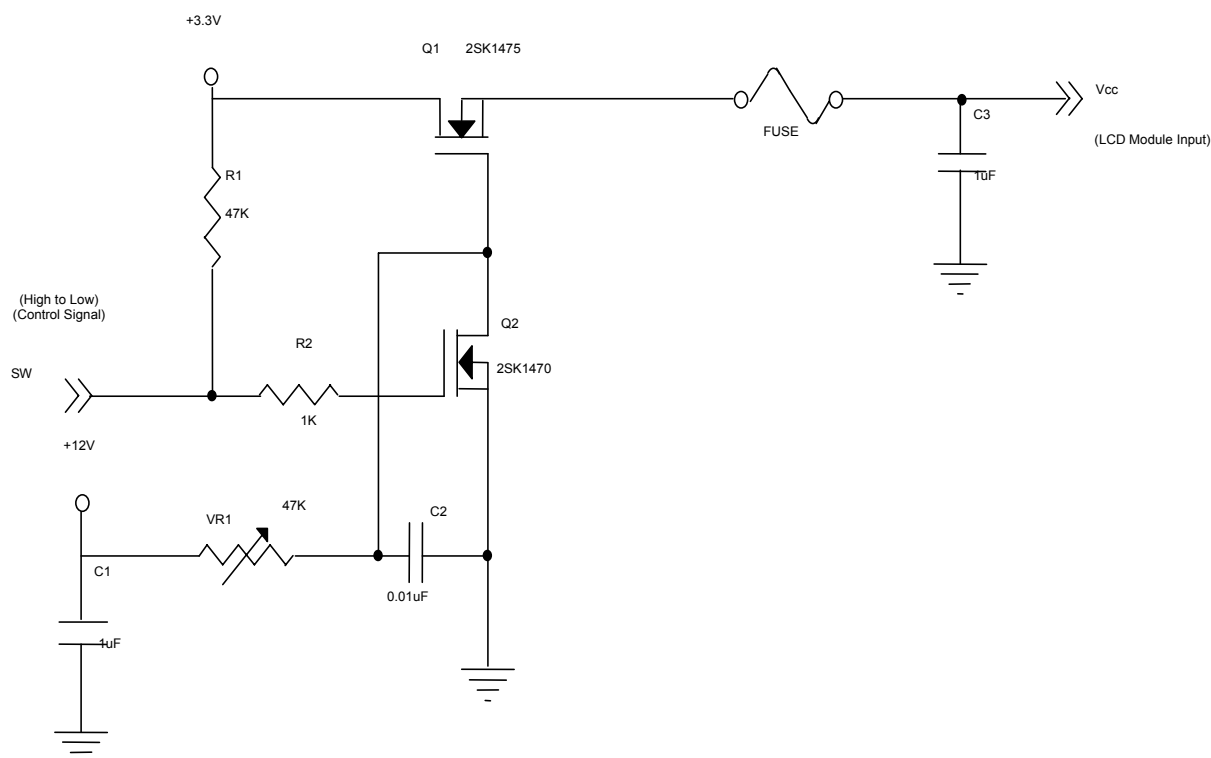 +3.3V
Q1 2SK1475
Vcc
C3
FUSE
(LCD Module Input)
R1
1uF
47K
(High to Low)
(Control Signal)
Q2
R2
SW
2SK1470
1K
+12V
47K
VR1
C2
C1
0.01uF
1uF